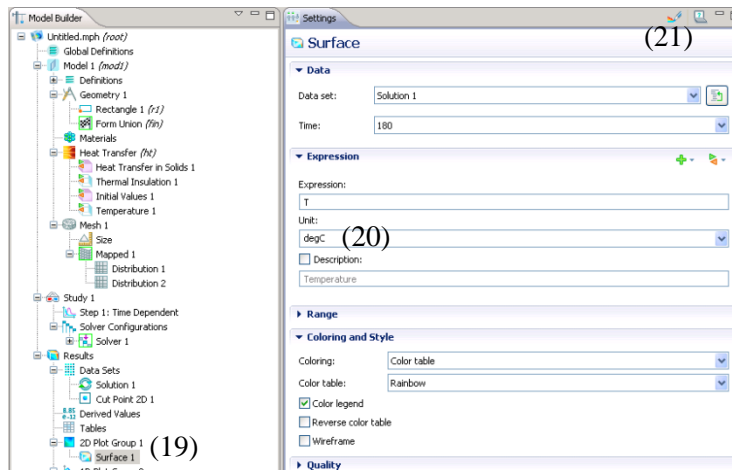 Model Builder
Untitled.mph (root)
Global Definitions
Model 1 (mod1)
Definitions
Geometry 1
Rectangle 1 (r1)
Form Union (fin)
Materials
Heat Transfer (ht)
Heat Transfer in Solids 1
Thermal Insulation 1
Initial Values 1
Temperature 1
Mesh 1
Size
Mapped 1
Distribution 1
Distribution 2
Study 1
Step 1: Time Dependent
Solver Configurations
Solver 1
Results
Data Sets
Solution 1
Cut Point 2D 1
Derived Values
Tables
2D Plot Group 1
(19)
Surface 1
Settings
(21)
Surface
Data
Data set: Solution 1
Time: 180
Expression
Expression:
T
Unit:
degC (20)
Description:
Temperature
Range
Coloring and Style
Coloring: Color table
Color table: Rainbow
Color legend
Reverse color table
Wireframe
Quality